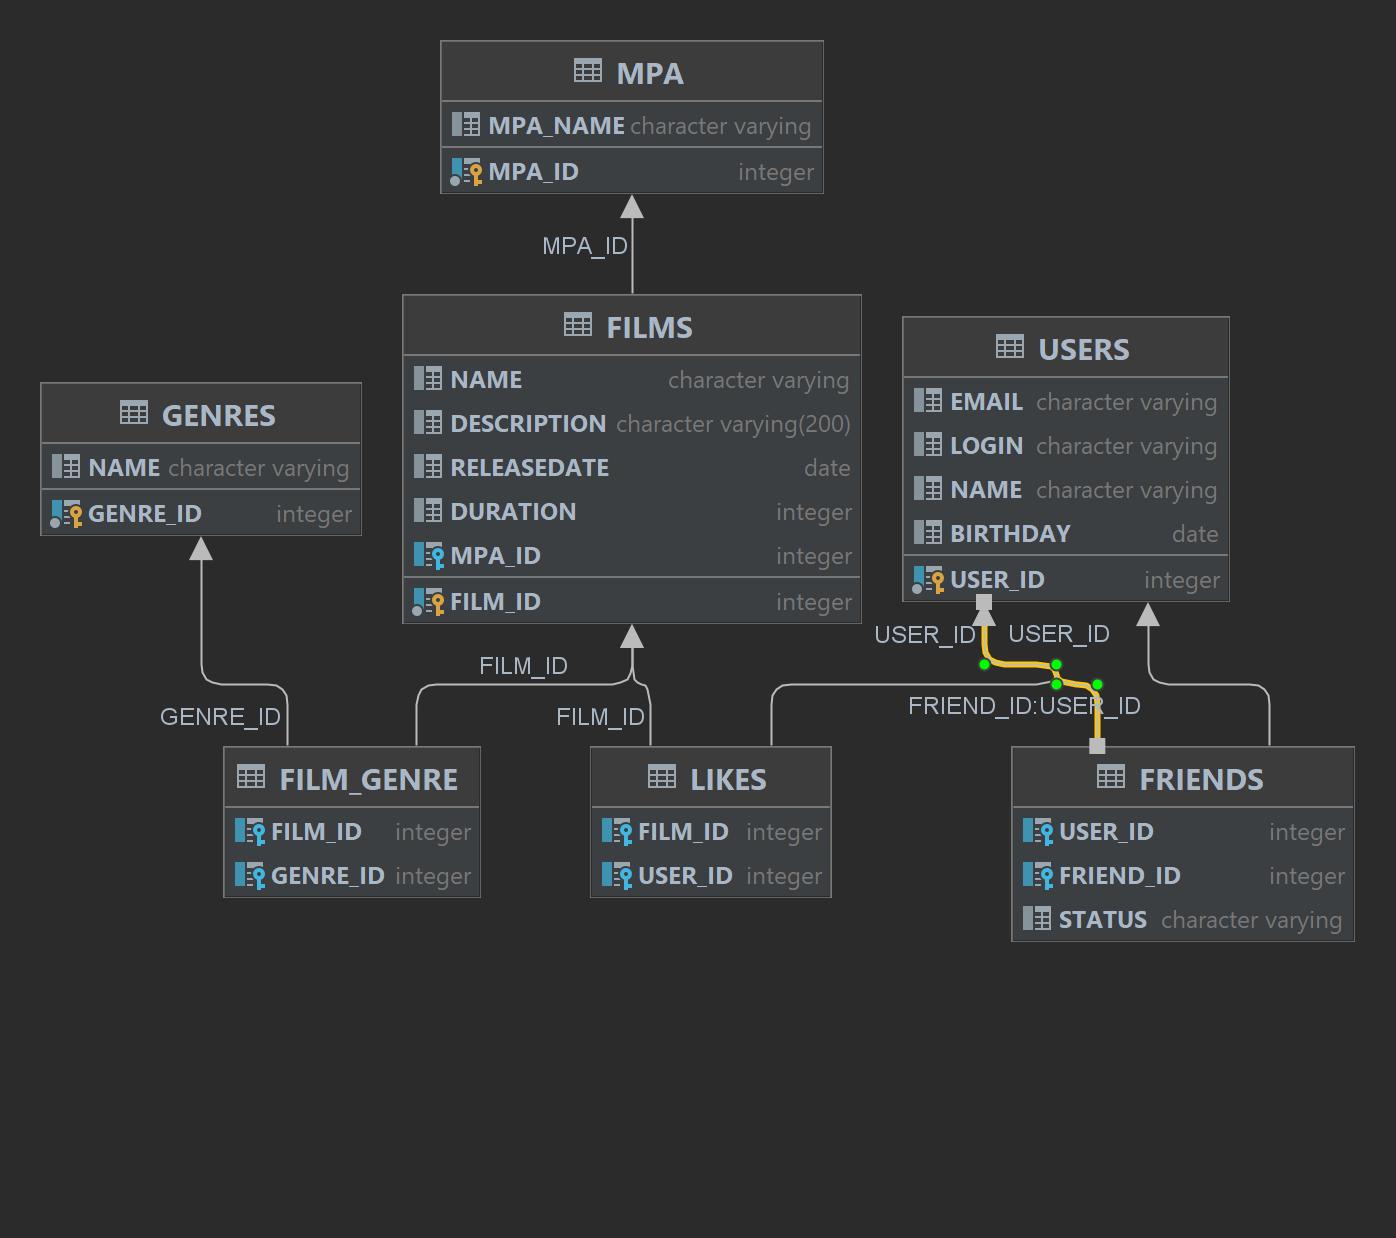 MPA
MPA_NAME character varying
MPA_ID integer
MPA_ID
FILMS
NAME character varying
DESCRIPTION character varying(200)
RELEASEDATE date
DURATION integer
MPA_ID integer
FILM_ID integer
USERS
EMAIL character varying
LOGIN character varying
NAME character varying
BIRTHDAY date
USER_ID integer
GENRES
NAME character varying
GENRE_ID integer
USER_ID
USER_ID
FILM_ID
GENRE_ID
FILM_ID
FRIEND_ID:USER_ID
FILM_GENRE
FILM_ID integer
GENRE_ID integer
LIKES
FILM_ID integer
USER_ID integer
FRIENDS
USER_ID integer
FRIEND_ID integer
STATUS character varying